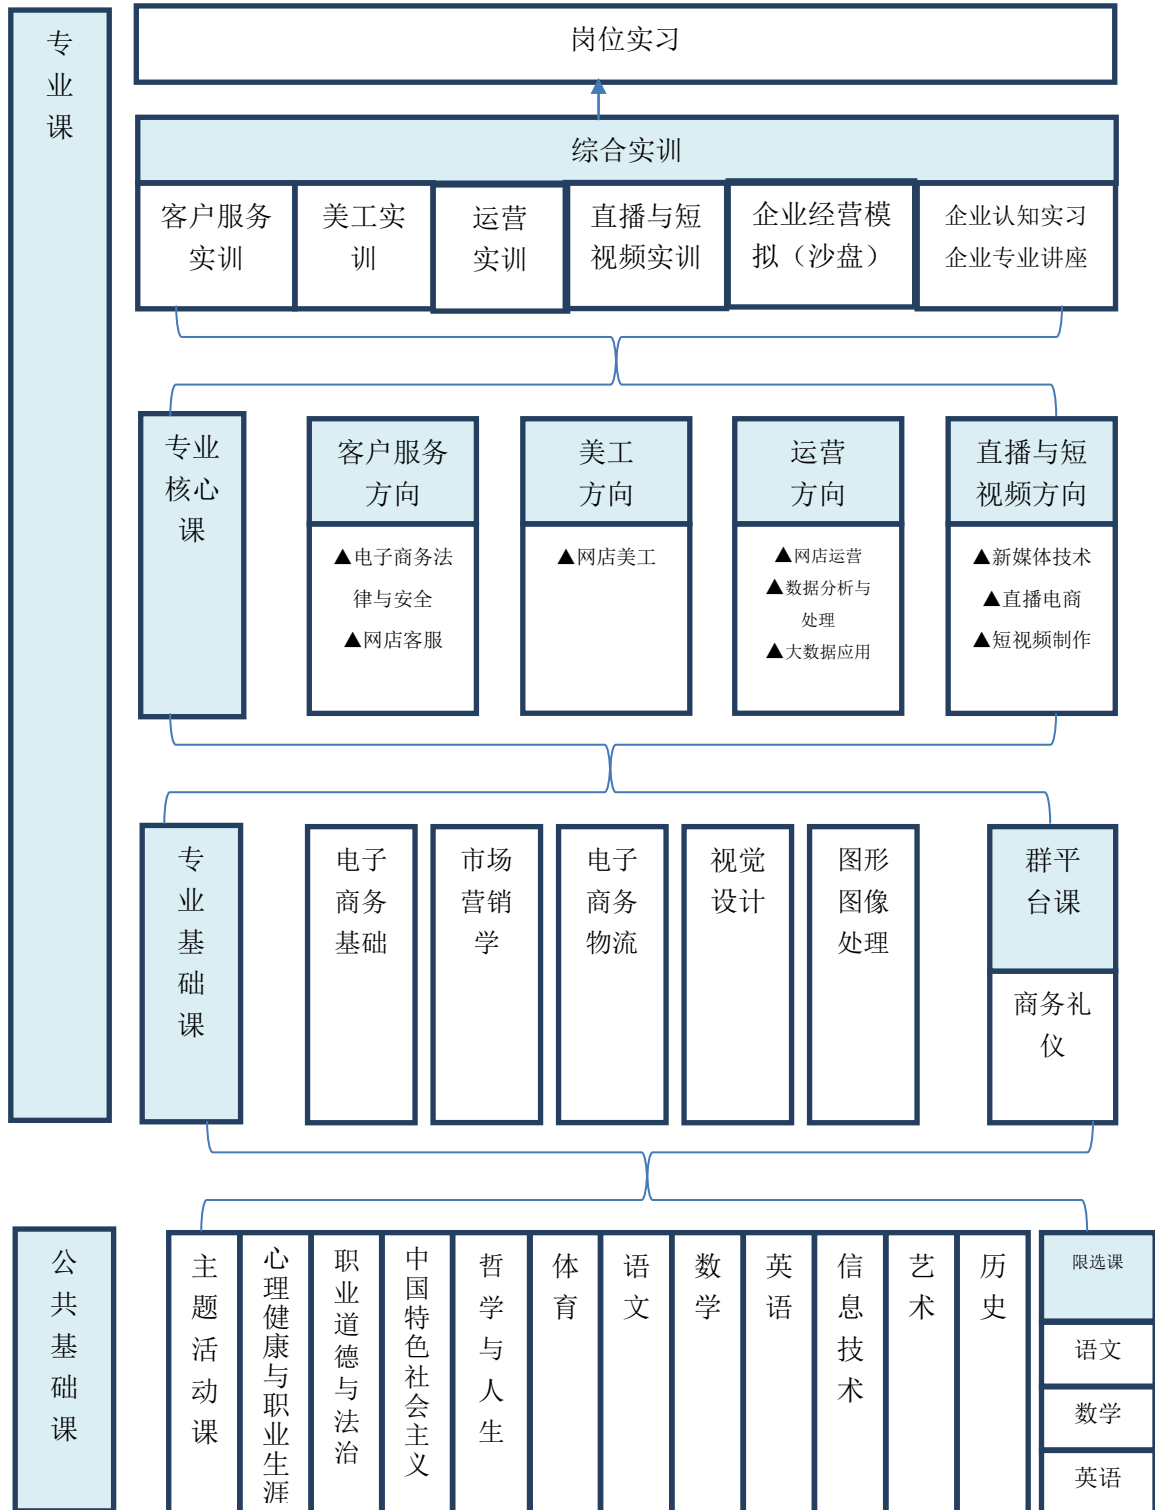 专
业
课
岗位实习
综合实训
客户服务
实训
美工实
训
运营
实训
直播与短
视频实训
企业经营模
拟（沙盘）
企业认知实习
企业专业讲座
专业
核心
课
客户服务
方向
▲电子商务法
律与安全
▲网店客服
美工
方向
▲网店美工
运营
方向
▲网店运营
▲数据分析与
处理
▲大数据应用
直播与短
视频方向
▲新媒体技术
▲直播电商
▲短视频制作
专
业
基
础
课
电子
商务
基础
市场
营销
学
电子
商务
物流
视觉
设计
图形
图像
处理
群平
台课
商务礼
仪
公
共
基
础
课
主
题
活
动
课
心
理
健
康
与
职
业
生
涯
职
业
道
德
与
法
治
中
国
特
色
社
会
主
义
哲
学
与
人
生
体
育
语
文
数
学
英
语
信
息
技
术
艺
术
历
史
限选课
语文
数学
英语